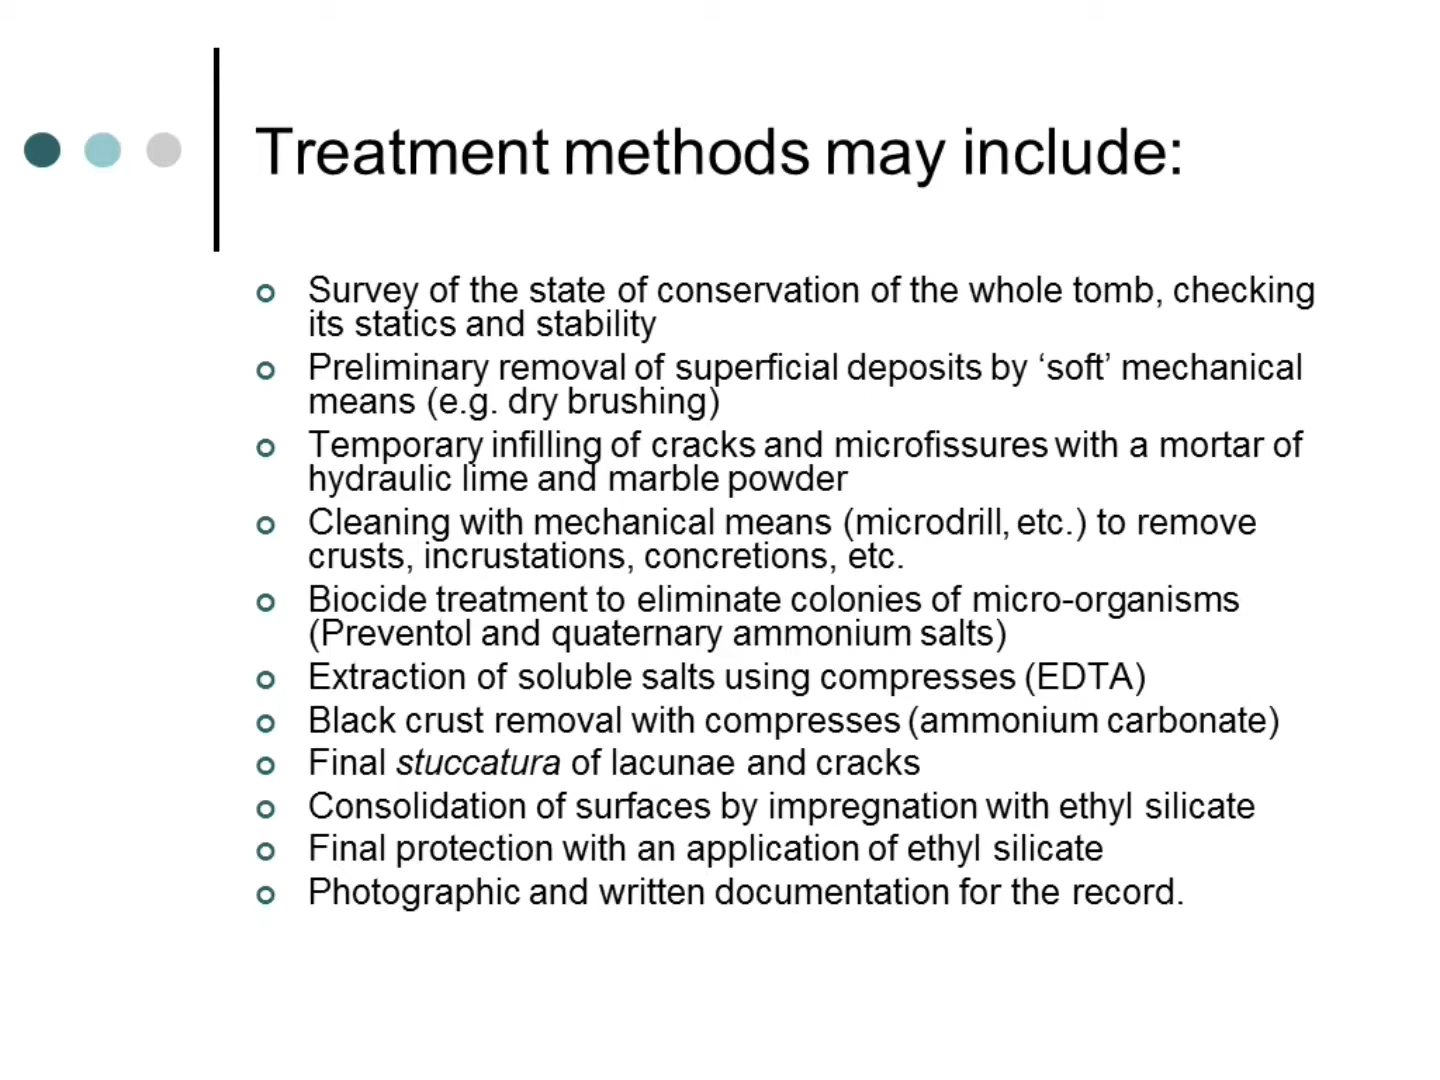 Treatment methods may include:
Survey of the state of conservation of the whole tomb, checking
its statics and stability
Preliminary removal of superficial deposits by ‘soft’ mechanical
means (e.g. dry brushing)
Temporary infilling of cracks and microfissures with a mortar of
hydraulic lime and marble powder
Cleaning with mechanical means (microdrill, etc.) to remove
crusts, incrustations, concretions, etc.
Biocide treatment to eliminate colonies of micro-organisms
(Preventol and quaternary ammonium salts)
Extraction of soluble salts using compresses (EDTA)
Black crust removal with compresses (ammonium carbonate)
Final stuccatura of lacunae and cracks
Consolidation of surfaces by impregnation with ethyl silicate
Final protection with an application of ethyl silicate
Photographic and written documentation for the record.